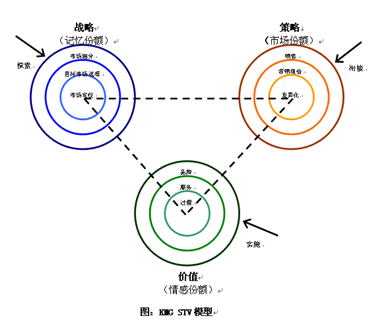 战略
（记忆份额）
策略
（市场份额）
探索
市场细分
目标市场选择
市场定位
销售
营销组合
差异化
衔接
品牌
服务
过程
实施
价值
（情感份额）
图：KMG STV 模型